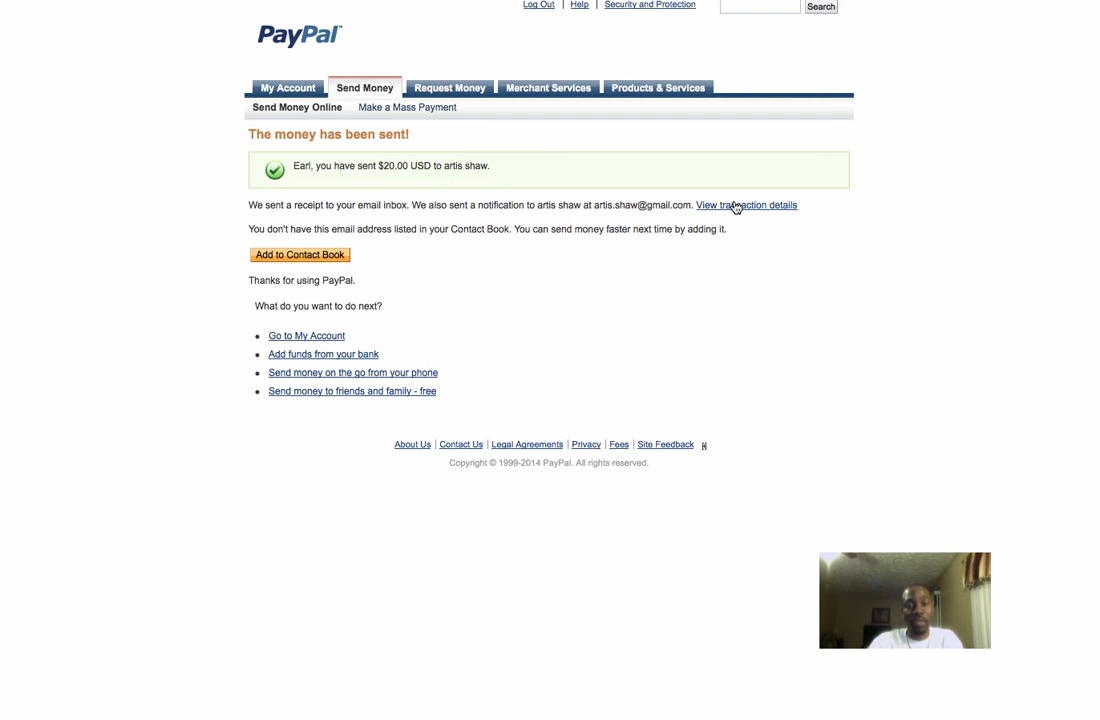 Log Out | Help | Security and Protection Search
PayPal™
My Account Send Money Request Money Merchant Services Products & Services
Send Money Online Make a Mass Payment
The money has been sent!
Earl, you have sent $20.00 USD to artis shaw.
We sent a receipt to your email inbox. We also sent a notification to artis shaw at artis.shaw@gmail.com. View transaction details
You don't have this email address listed in your Contact Book. You can send money faster next time by adding it.
Add to Contact Book
Thanks for using PayPal.
What do you want to do next?
• Go to My Account
• Add funds from your bank
• Send money on the go from your phone
• Send money to friends and family - free
About Us | Contact Us | Legal Agreements | Privacy | Fees | Site Feedback
Copyright © 1999-2014 PayPal. All rights reserved.